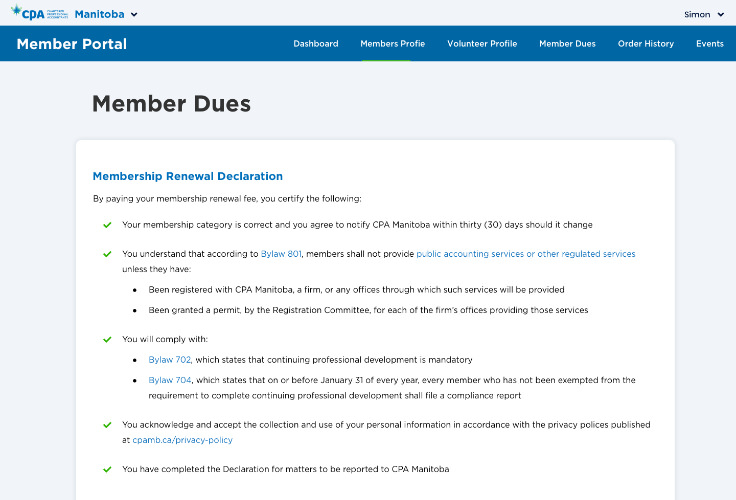 CPA Manitoba
Simon
Member Portal
Dashboard Members Profie Volunteer Profile Member Dues Order History Events
Member Dues
Membership Renewal Declaration
By paying your membership renewal fee, you certify the following:
Your membership category is correct and you agree to notify CPA Manitoba within thirty (30) days should it change
You understand that according to Bylaw 801, members shall not provide public accounting services or other regulated services
unless they have:
Been registered with CPA Manitoba, a firm, or any offices through which such services will be provided
Been granted a permit, by the Registration Committee, for each of the firm's offices providing those services
You will comply with:
Bylaw 702, which states that continuing professional development is mandatory
Bylaw 704, which states that on or before January 31 of every year, every member who has not been exempted from the
requirement to complete continuing professional development shall file a compliance report
You acknowledge and accept the collection and use of your personal information in accordance with the privacy polices published
at cpamb.ca/privacy-policy
You have completed the Declaration for matters to be reported to CPA Manitoba